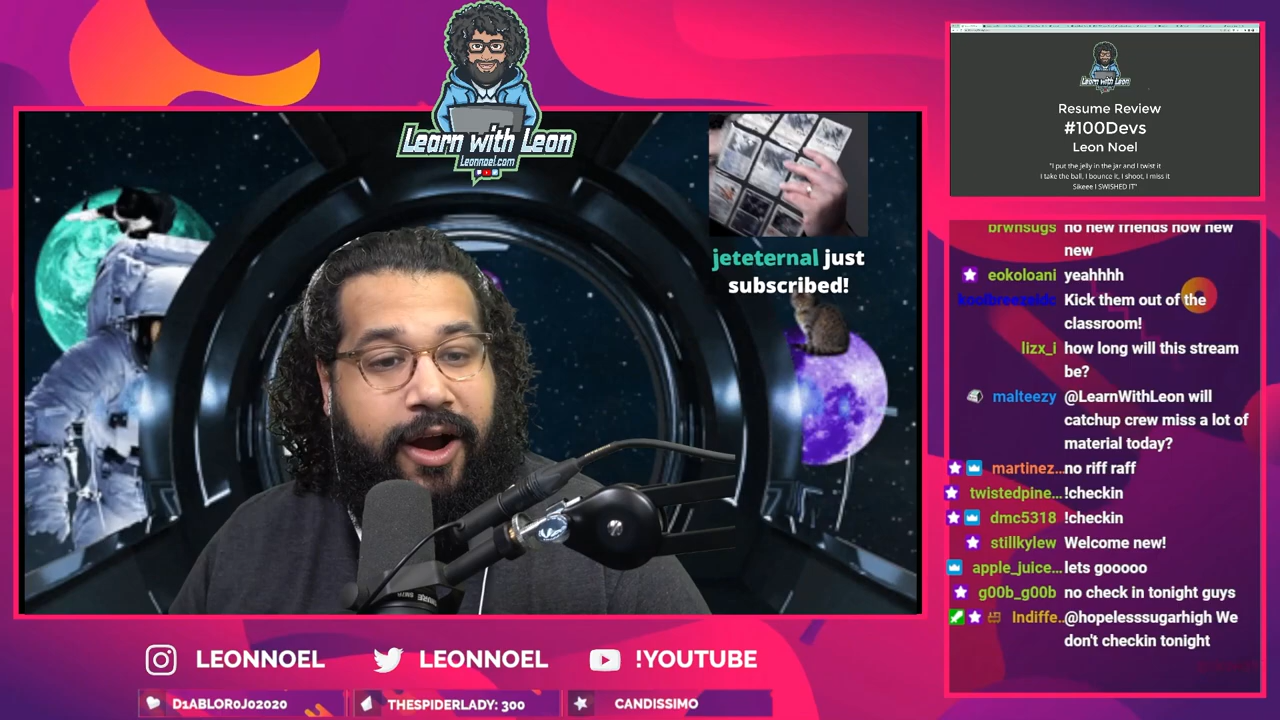 Learn with Leon
Leonnoel.com
jeteternal just
subscribed!
LEONNOEL
LEONNOEL
!YOUTUBE
D1ABLOR0J02020
THESPIDERLADY: 300
CANDISSIMO
Learn with Leon
Resume Review
#100Devs
Leon Noel
"I put the jelly in the jar and I twist it
I take the ball, I bounce it, I shoot, I miss it
Sikeee I SWISHED IT"
brwnsugs no new friends now new
new
eokoloani yeahhhh
Kick them out of the
classroom!
lizx_i how long will this stream
be?
malteezy @LearnWithLeon will
catchup crew miss a lot of
material today?
martinez... no riff raff
twistedpine... !checkin
dmc5318 !checkin
stillkylew Welcome new!
apple_juice... lets gooooo
g00b_g00b no check in tonight guys
Indiffe.. @hopelesssugarhigh We
don't checkin tonight